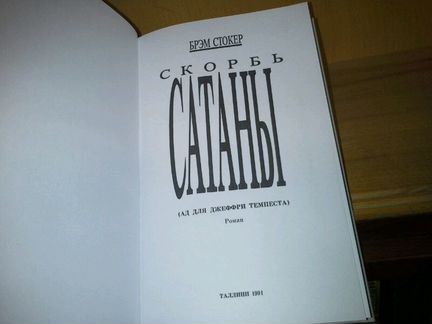 БРЭМ СТОКЕР
СКОРБЬ
САТАНЫ
(АД ДЛЯ ДЖЕФФРИ ТЕМПЕСТА)
Роман
ТАЛЛИНН 1991